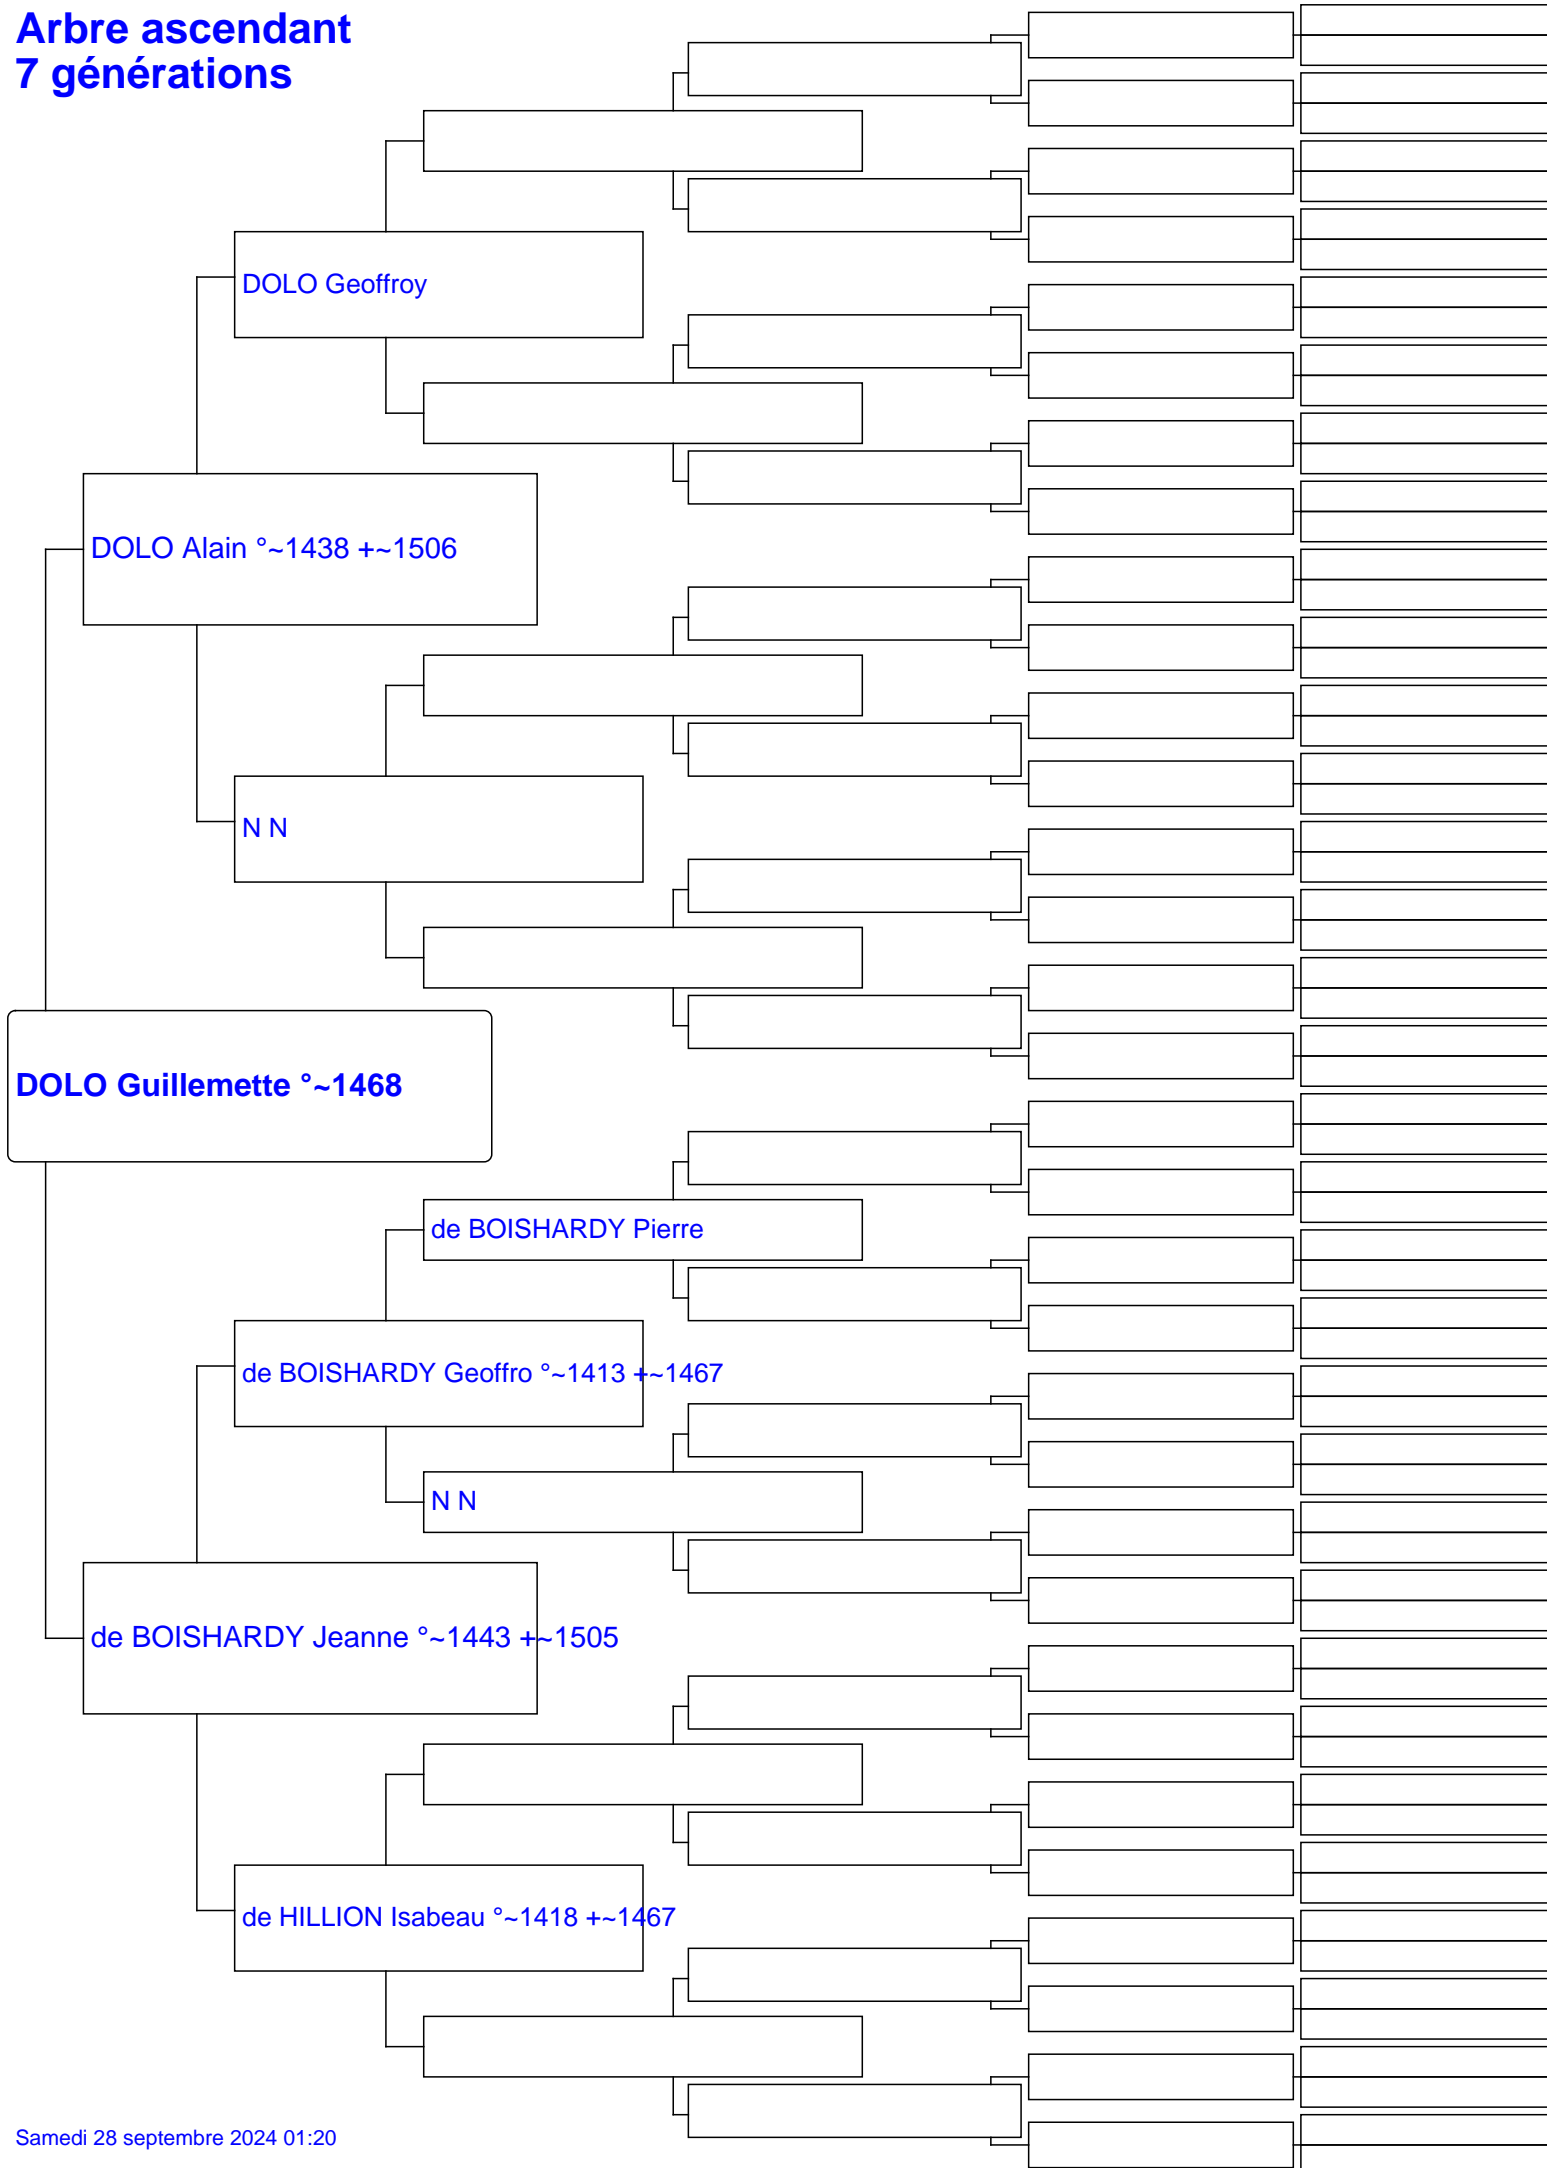 Arbre ascendant
7 générations
DOLO Geoffroy
DOLO Alain °~1438 +~1506
N N
DOLO Guillemette °~1468
de BOISHARDY Pierre
de BOISHARDY Geoffro °~1413 +~1467
N N
de BOISHARDY Jeanne °~1443 +~1505
de HILLION Isabeau °~1418 +~1467
Samedi 28 septembre 2024 01:20